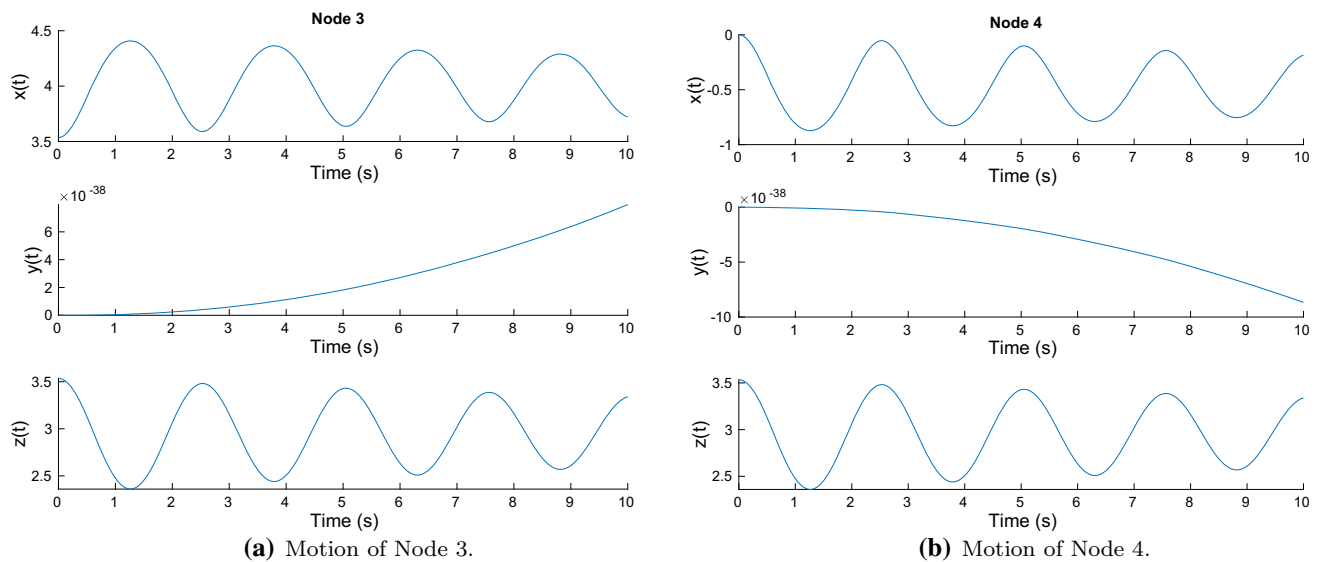 Node 3
4.5
4
3.5
x(t)
0 1 2 3 4 5 6 7 8 9 10
Time (s)
×10 -38
6
4
2
0
y(t)
0 1 2 3 4 5 6 7 8 9 10
Time (s)
3.5
3
2.5
z(t)
0 1 2 3 4 5 6 7 8 9 10
Time (s)
(a) Motion of Node 3.
Node 4
0
-0.5
-1
x(t)
0 1 2 3 4 5 6 7 8 9 10
Time (s)
×10 -38
0
-5
-10
y(t)
0 1 2 3 4 5 6 7 8 9 10
Time (s)
3.5
3
2.5
z(t)
0 1 2 3 4 5 6 7 8 9 10
Time (s)
(b) Motion of Node 4.